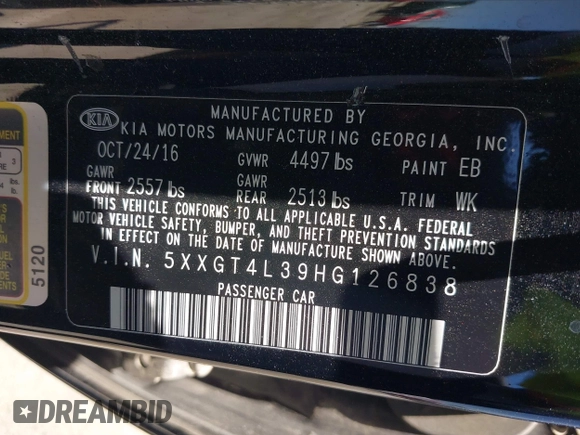 MANUFACTURED BY
KIA KIA MOTORS MANUFACTURING GEORGIA, INC.
OCT/24/16 GVWR 4497 lbs PAINT EB
GAWR FRONT 2557 lbs GAWR REAR 2513 lbs TRIM WK
THIS VEHICLE CONFORMS TO ALL APPLICABLE U.S.A. FEDERAL
MOTOR VEHICLE SAFETY, BUMPER, AND THEFT PREVENTION STANDARDS
IN EFFECT ON THE DATE OF MANUFACTURE SHOWN ABOVE.
V.I.N. 5XXGT4L39HG126838
PASSENGER CAR
5120
DREAMBID